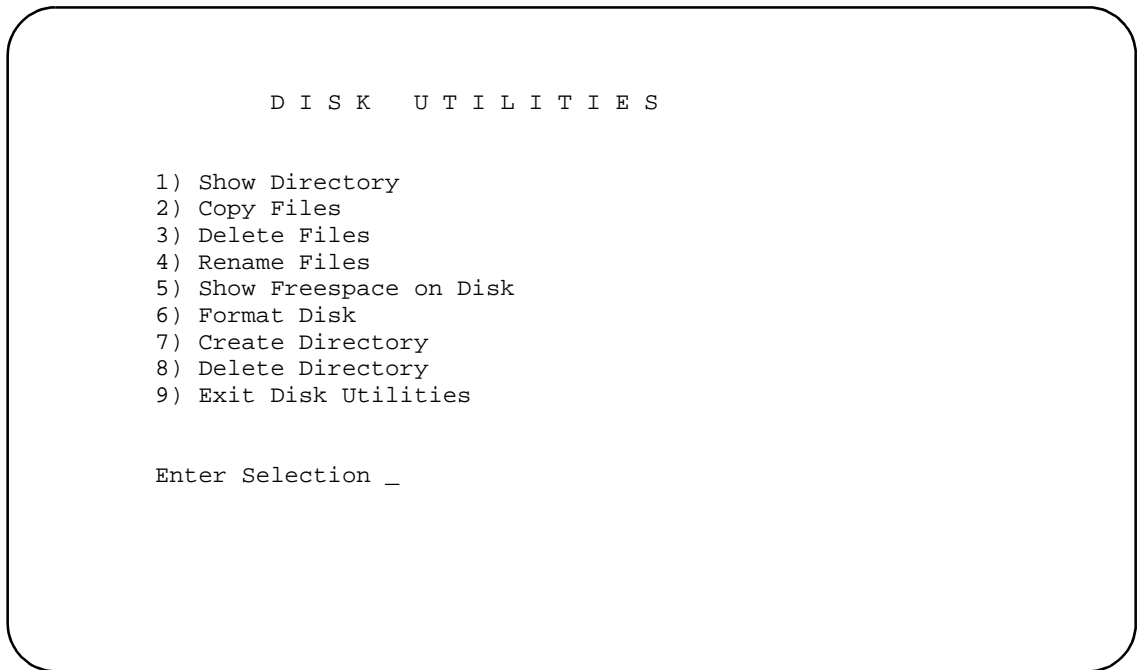 D I S K   U T I L I T I E S
1) Show Directory
2) Copy Files
3) Delete Files
4) Rename Files
5) Show Freespace on Disk
6) Format Disk
7) Create Directory
8) Delete Directory
9) Exit Disk Utilities
Enter Selection _